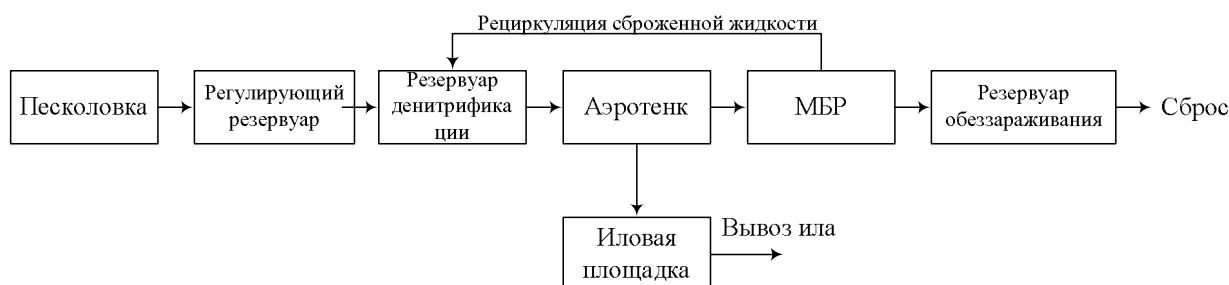 Рециркуляция сброженной жидкости
Песколовка
Регулирующий
резервуар
Резервуар
денитрифика
ции
Аэротенк
МБР
Резервуар
обеззараживания
Сброс
Иловая
площадка
Вывоз ила